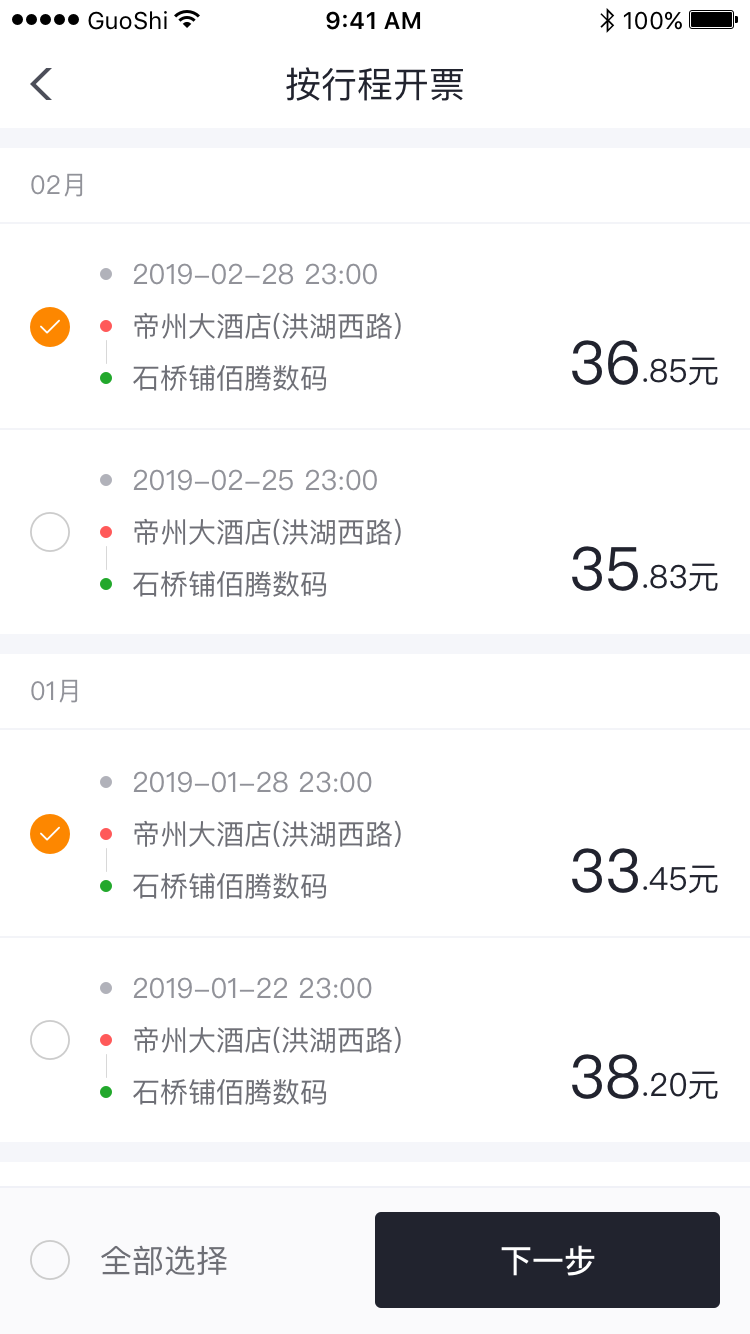 GuoShi 9:41 AM 100%
按行程开票
02月
2019-02-28 23:00
帝州大酒店(洪湖西路)
石桥铺佰腾数码
36.85元
2019-02-25 23:00
帝州大酒店(洪湖西路)
石桥铺佰腾数码
35.83元
01月
2019-01-28 23:00
帝州大酒店(洪湖西路)
石桥铺佰腾数码
33.45元
2019-01-22 23:00
帝州大酒店(洪湖西路)
石桥铺佰腾数码
38.20元
全部选择 下一步